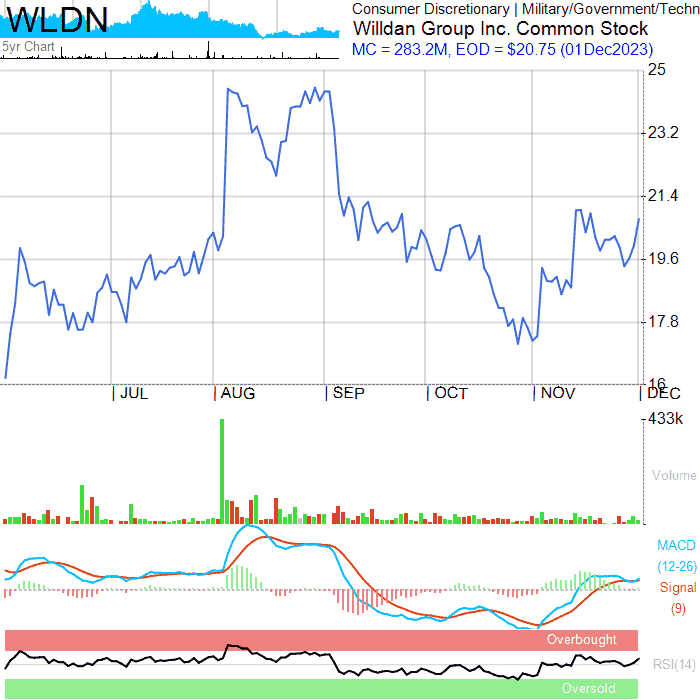 WLDN
5yr Chart
Consumer Discretionary | Military/Government/Techn
Willdan Group Inc. Common Stock
MC = 283.2M, EOD = $20.75 (01Dec2023)
25
23.2
21.4
19.6
17.8
16
JUL AUG SEP OCT NOV DEC
433k
Volume
MACD
(12-26)
Signal
(9)
Overbought
RSI(14)
Oversold